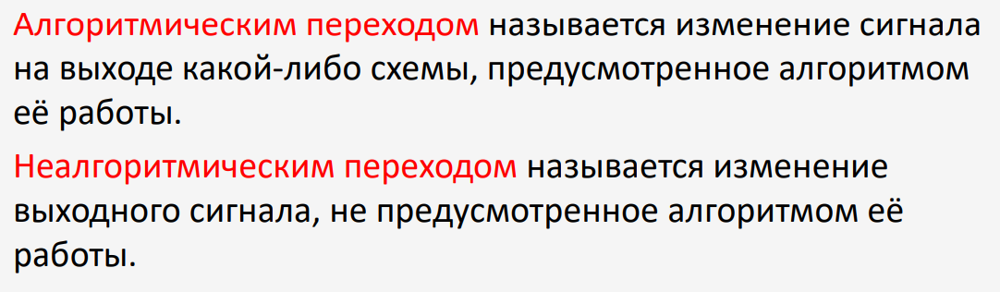 Алгоритмическим переходом называется изменение сигнала
на выходе какой-либо схемы, предусмотренное алгоритмом
её работы.
Неалгоритмическим переходом называется изменение
выходного сигнала, не предусмотренное алгоритмом её
работы.